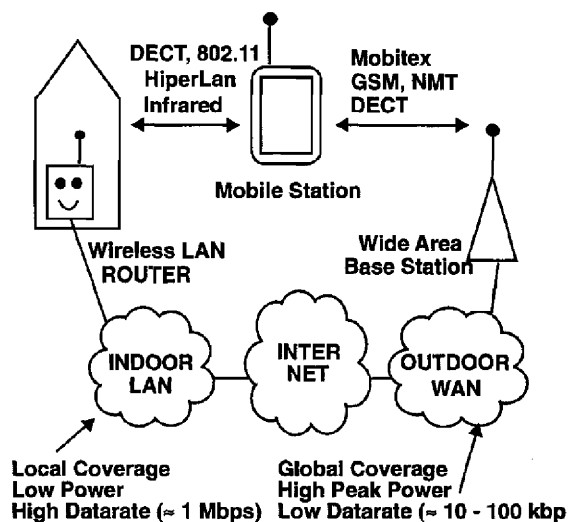 DECT, 802.11
HiperLan
Infrared
Mobitex
GSM, NMT
DECT
Mobile Station
Wireless LAN
ROUTER
Wide Area
Base Station
INDOOR
LAN
INTER
NET
OUTDOOR
WAN
Local Coverage
Low Power
High Datarate (≈ 1 Mbps)
Global Coverage
High Peak Power
Low Datarate (≈ 10 - 100 kbp